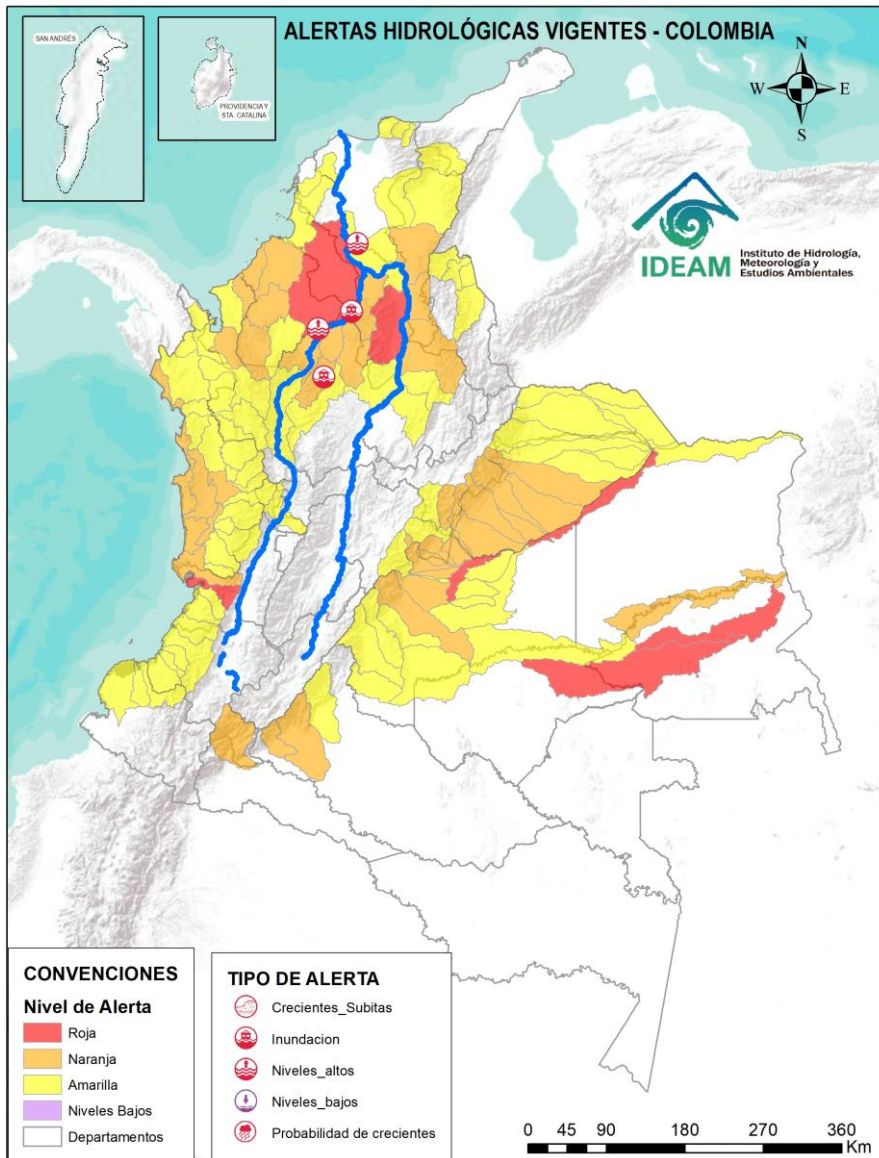 ALERTAS HIDROLÓGICAS VIGENTES - COLOMBIA
SAN ANDRÉS
PROVIDENCIA Y
STA. CATALINA
N
W
E
S
IDEAM
Instituto de Hidrología,
Meteorología y
Estudios Ambientales
CONVENCIONES
Nivel de Alerta
Roja
Naranja
Amarilla
Niveles Bajos
Departamentos
TIPO DE ALERTA
Crecientes_Subitas
Inundacion
Niveles_altos
Niveles_bajos
Probabilidad de crecientes
0 45 90 180 270 360
Km